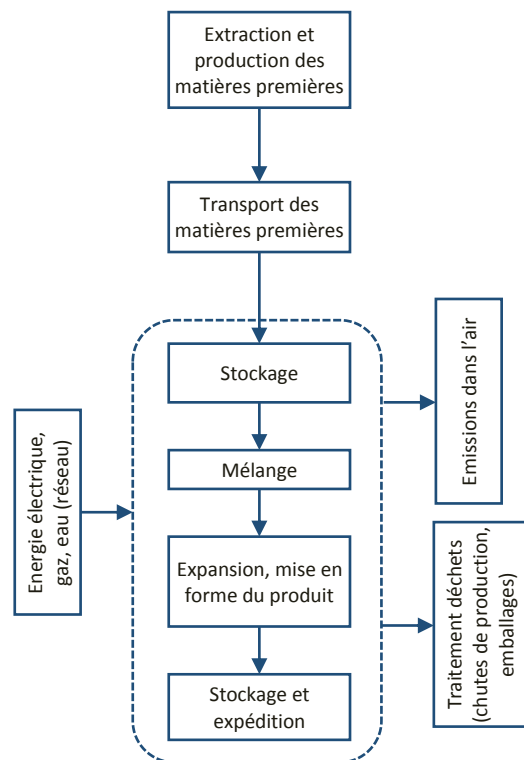 Extraction et
production des
matières premières
Transport des
matières premières
Stockage
Mélange
Expansion, mise en
forme du produit
Stockage et
expédition
Energie électrique,
gaz, eau (réseau)
Emissions dans l’air
Traitement déchets
(chutes de production,
emballages)